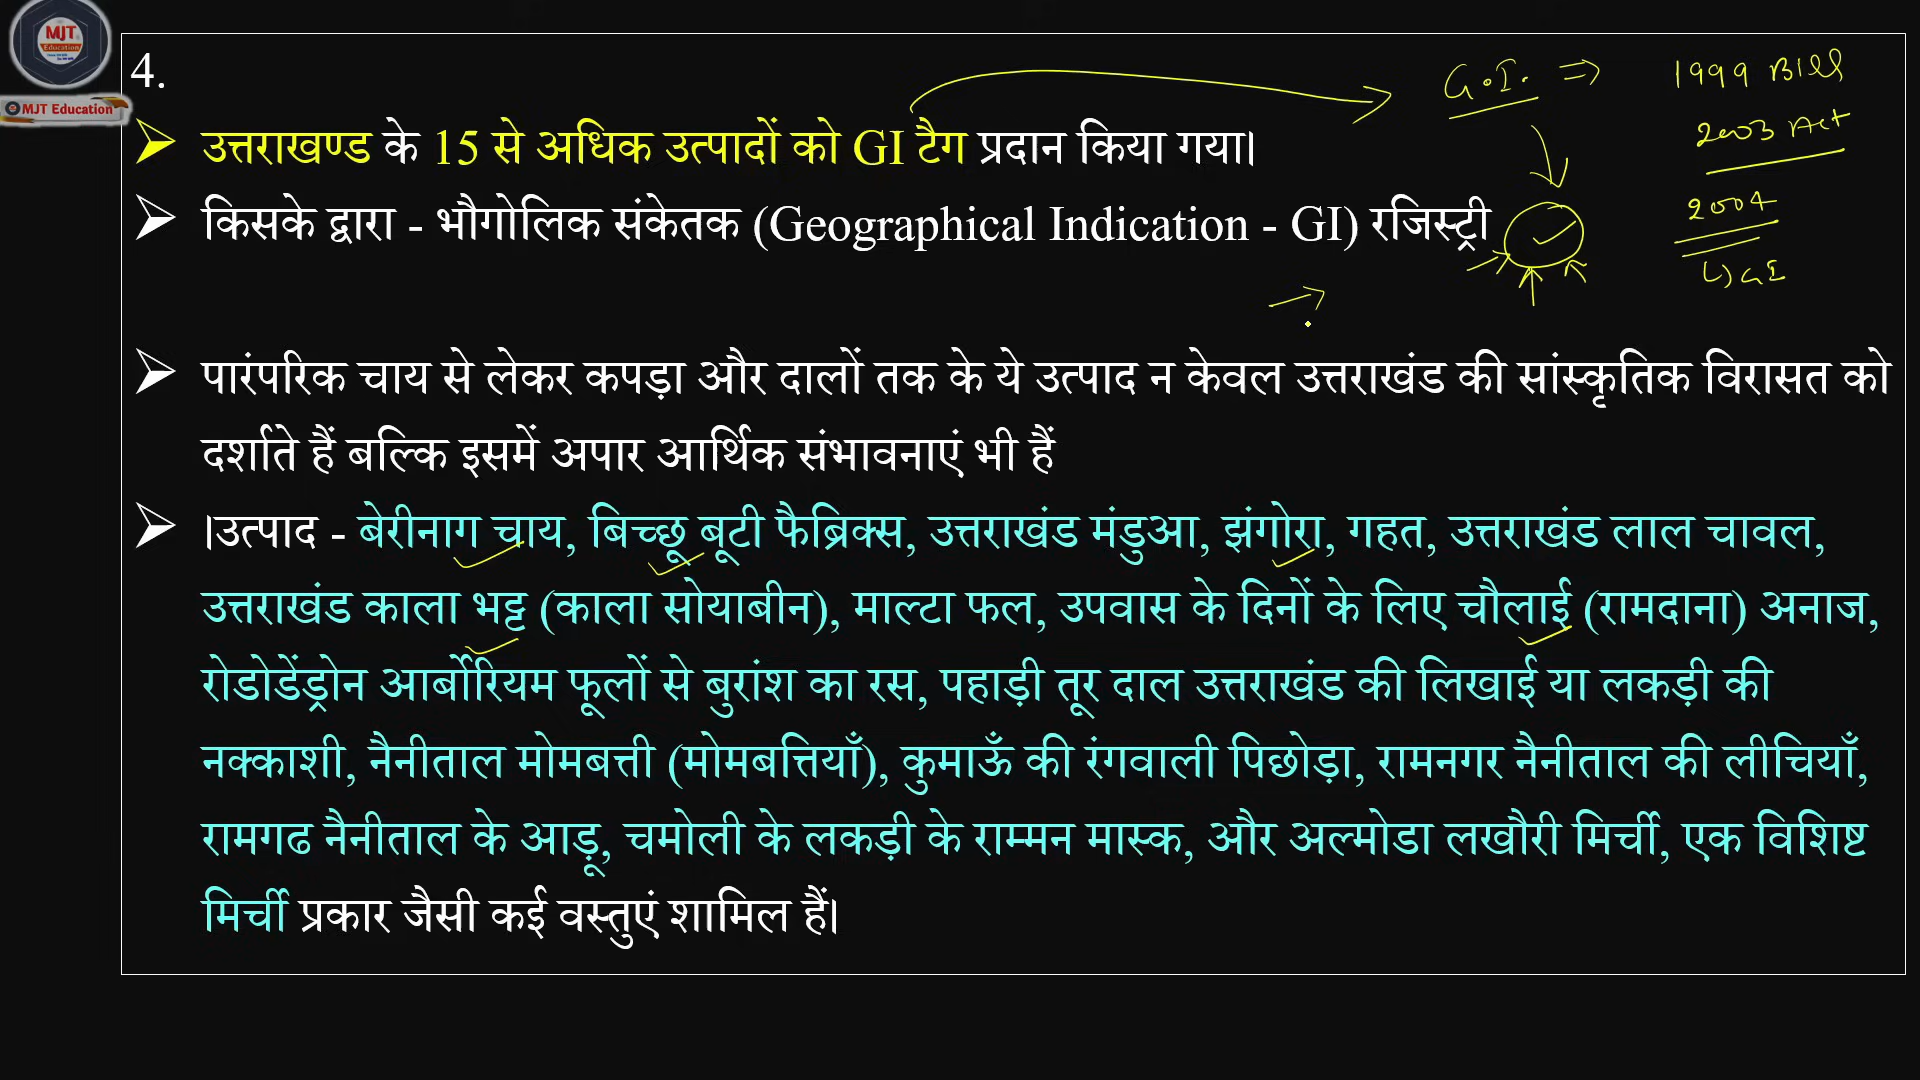 MJT
Education
MJT Education
4.
G.I. ⇒ 1999 Bill
2003 Act
➢ उत्तराखण्ड के 15 से अधिक उत्पादों को GI टैग प्रदान किया गया।
2004
➢ किसके द्वारा - भौगोलिक संकेतक (Geographical Indication - GI) रजिस्ट्री
GI
➢ पारंपरिक चाय से लेकर कपड़ा और दालों तक के ये उत्पाद न केवल उत्तराखंड की सांस्कृतिक विरासत को
दर्शाते हैं बल्कि इसमें अपार आर्थिक संभावनाएं भी हैं
➢ ।उत्पाद - बेरीनाग चाय, बिच्छू बूटी फैब्रिक्स, उत्तराखंड मंडुआ, झंगोरा, गहत, उत्तराखंड लाल चावल,
उत्तराखंड काला भट्ट (काला सोयाबीन), माल्टा फल, उपवास के दिनों के लिए चौलाई (रामदाना) अनाज,
रोडोडेंड्रोन आर्बोरियम फूलों से बुरांश का रस, पहाड़ी तूर दाल उत्तराखंड की लिखाई या लकड़ी की
नक्काशी, नैनीताल मोमबत्ती (मोमबत्तियाँ), कुमाऊँ की रंगवाली पिछोड़ा, रामनगर नैनीताल की लीचियाँ,
रामगढ नैनीताल के आड़ू, चमोली के लकड़ी के राम्मन मास्क, और अल्मोडा लखौरी मिर्ची, एक विशिष्ट
मिर्ची प्रकार जैसी कई वस्तुएं शामिल हैं।